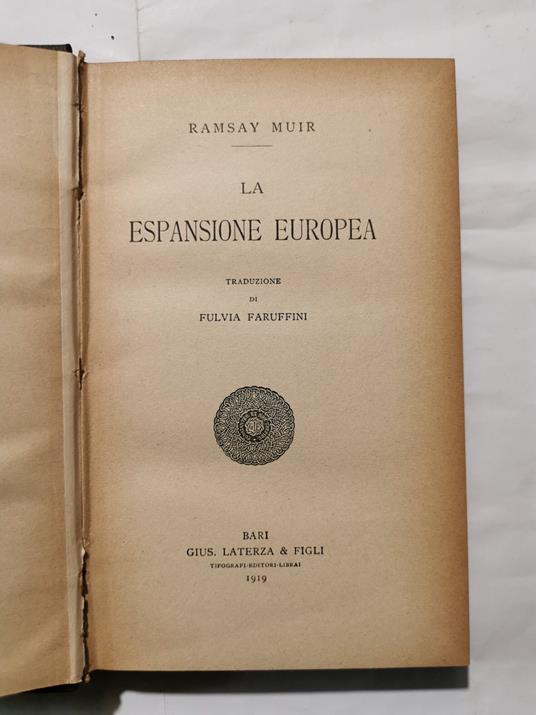 RAMSAY MUIR
LA
ESPANSIONE EUROPEA
TRADUZIONE
DI
FULVIA FARUFFINI
BARI
GIUS. LATERZA & FIGLI
TIPOGRAFI-EDITORI-LIBRAI
1919